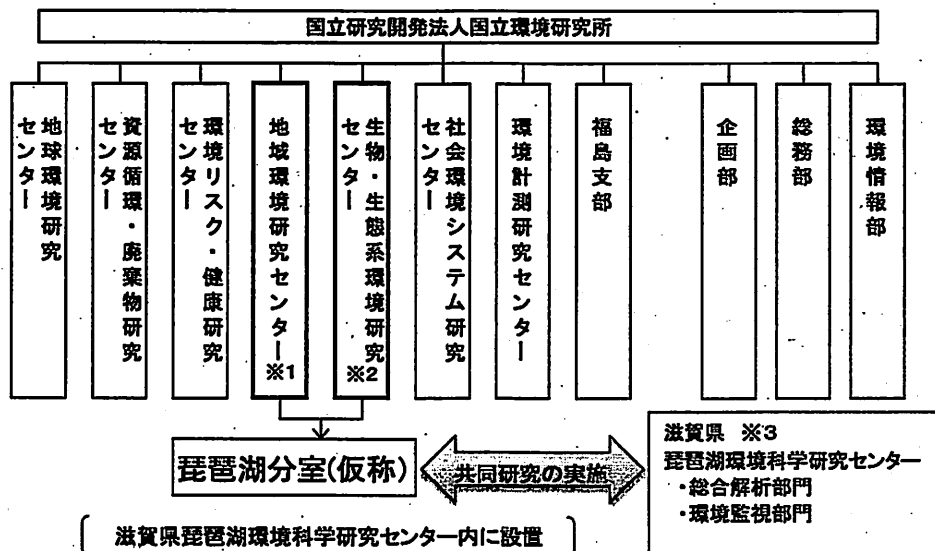 国立研究開発法人国立環境研究所
地球環境研究
センター
資源循環・廃棄物研究
センター
環境リスク・健康研究
センター
地域環境研究センター※1
生物・生態系環境研究
センター※2
社会環境システム研究
センター
環境計測研究センター
福島支部
企画部
総務部
環境情報部
琵琶湖分室(仮称)
共同研究の実施
滋賀県 ※3
琵琶湖環境科学研究センター
・総合解析部門
・環境監視部門
滋賀県琵琶湖環境科学研究センター内に設置